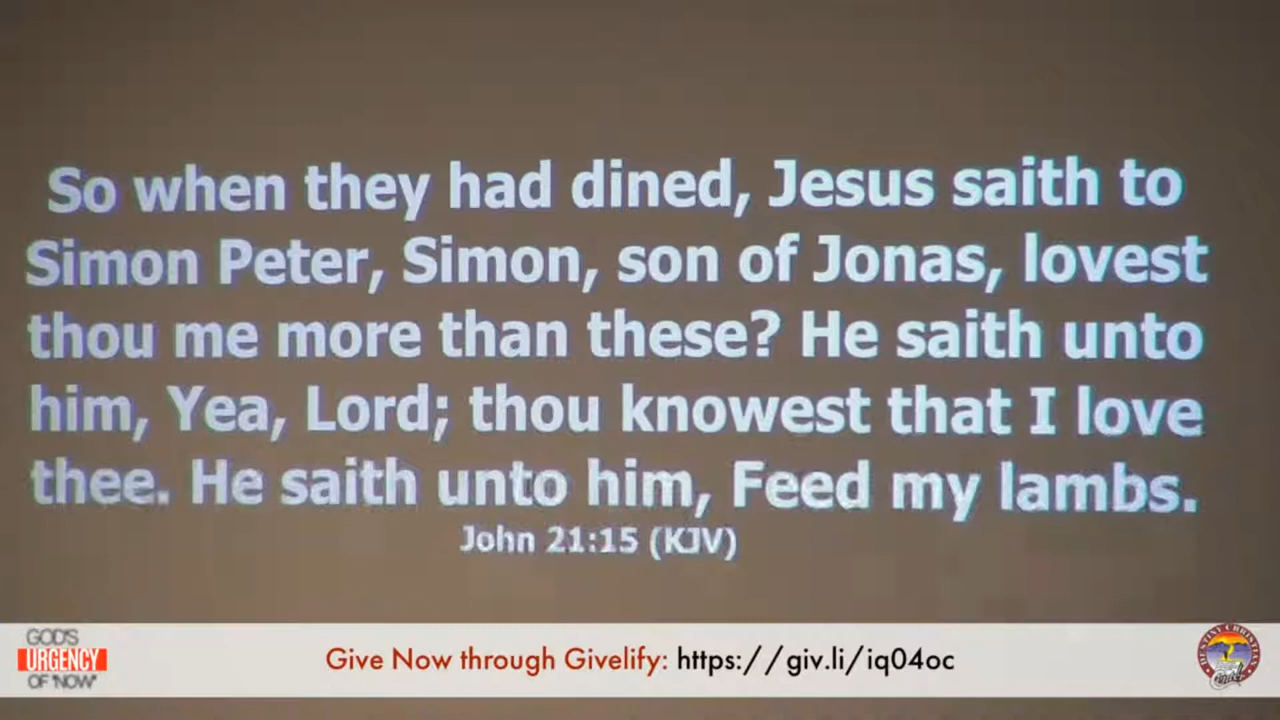 So when they had dined, Jesus saith to
Simon Peter, Simon, son of Jonas, lovest
thou me more than these? He saith unto
him, Yea, Lord; thou knowest that I love
thee. He saith unto him, Feed my lambs.
John 21:15 (KJV)
GOD'S
URGENCY
OF "NOW"
Give Now through Givelify: https://giv.li/iq04oc
DESTINY CHRISTIAN